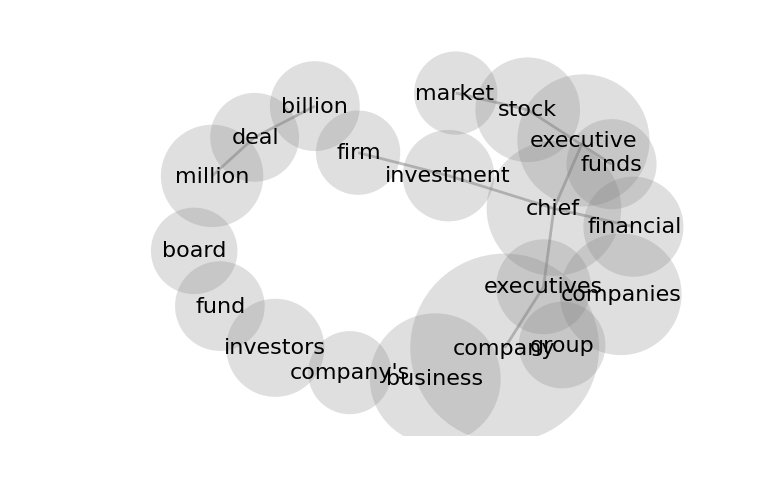 market
billion
stock
deal
executive
firm
funds
investment
million
chief
financial
board
executives
companies
fund
group
investors
company
company's
business